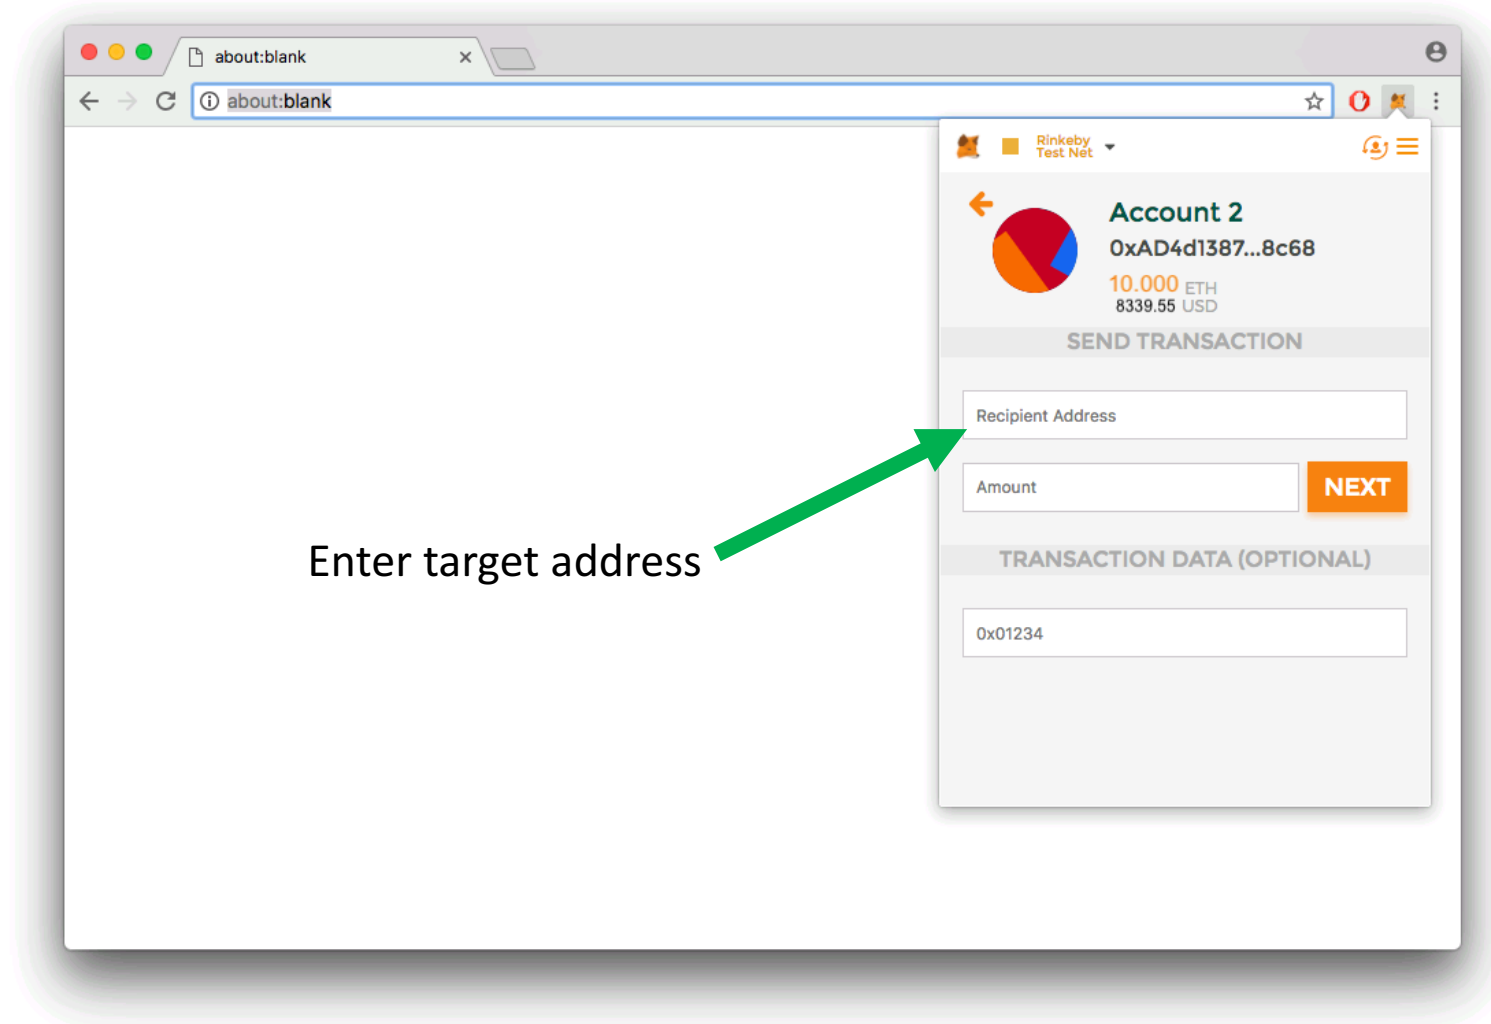 about:blank
about:blank
Rinkeby
Test Net
Account 2
0xAD4d1387...8c68
10.000 ETH
8339.55 USD
SEND TRANSACTION
Recipient Address
Amount
NEXT
Enter target address
TRANSACTION DATA (OPTIONAL)
0x01234